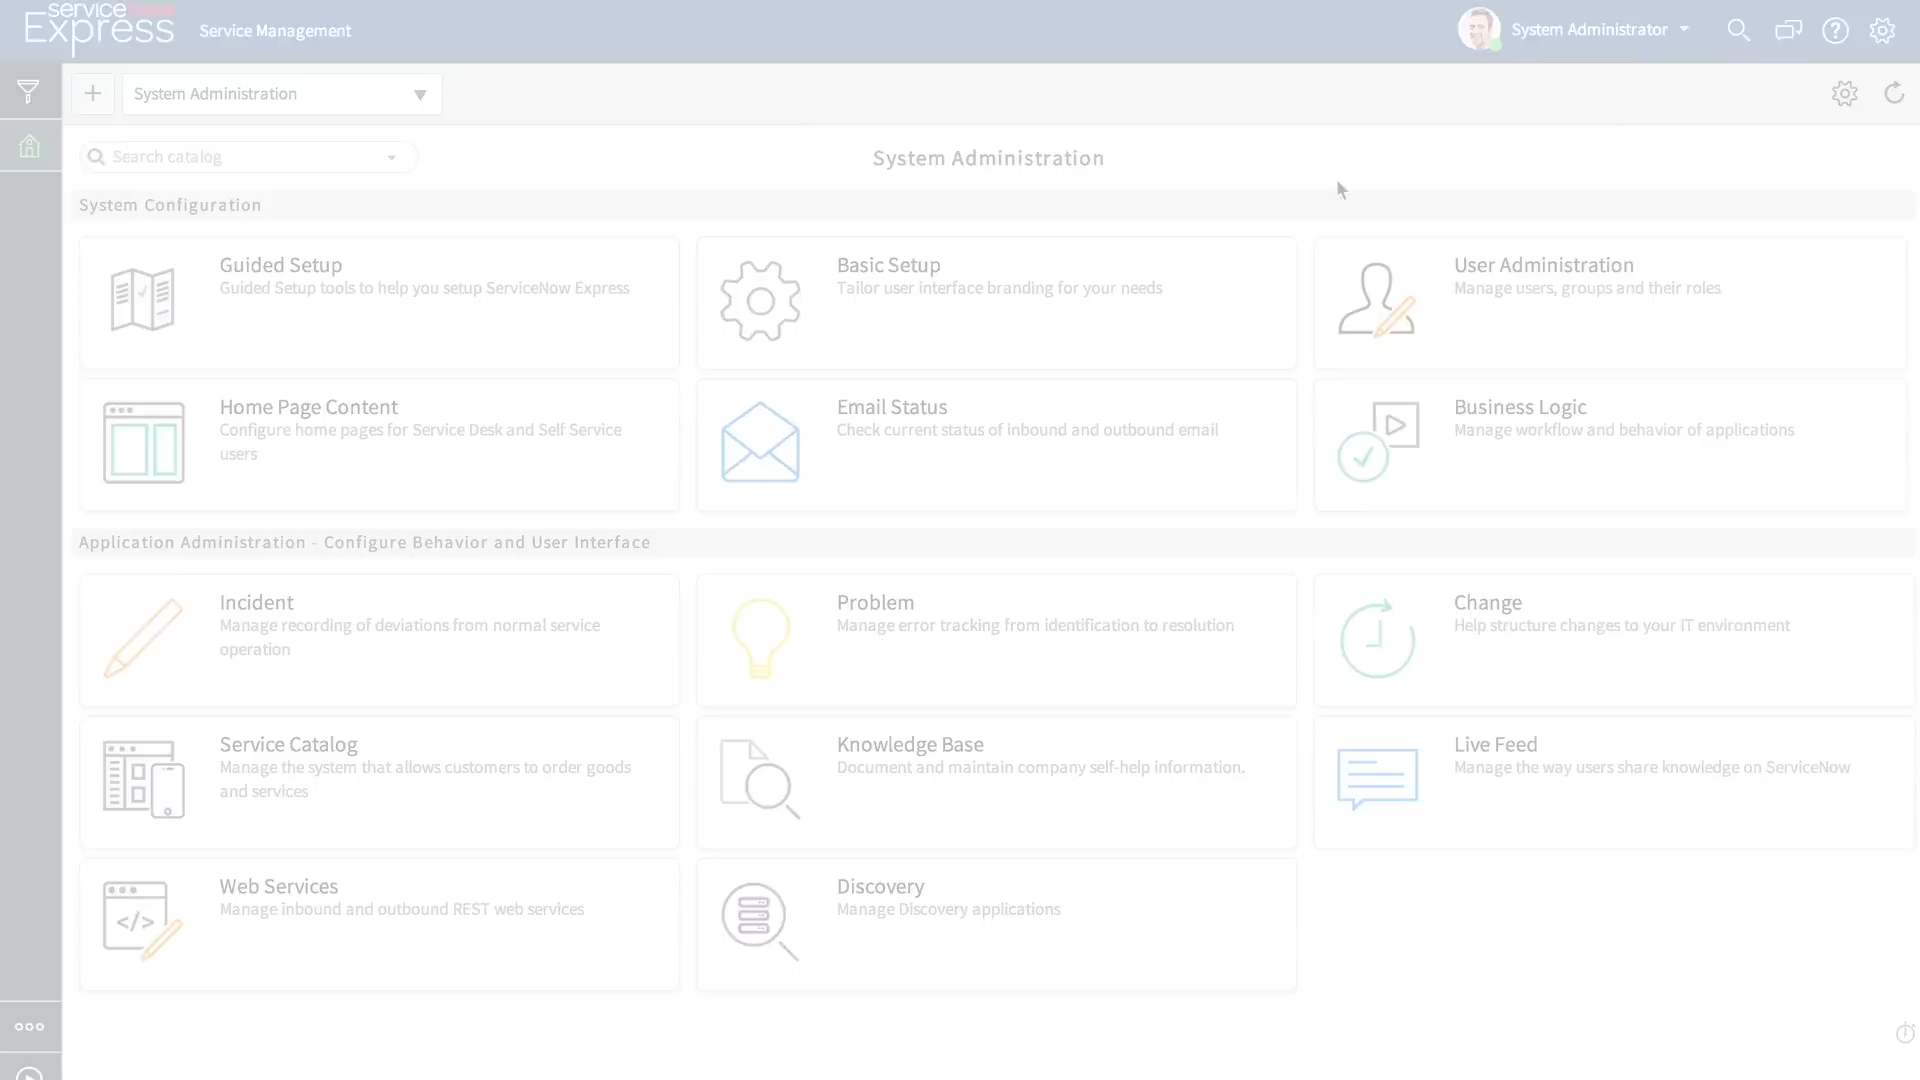 service now
Express
Service Management
System Administrator
System Administration
Search catalog
System Administration
System Configuration
Guided Setup
Guided Setup tools to help you setup ServiceNow Express
Basic Setup
Tailor user interface branding for your needs
User Administration
Manage users, groups and their roles
Home Page Content
Configure home pages for Service Desk and Self Service
users
Email Status
Check current status of inbound and outbound email
Business Logic
Manage workflow and behavior of applications
Application Administration - Configure Behavior and User Interface
Incident
Manage recording of deviations from normal service
operation
Problem
Manage error tracking from identification to resolution
Change
Help structure changes to your IT environment
Service Catalog
Manage the system that allows customers to order goods
and services
Knowledge Base
Document and maintain company self-help information.
Live Feed
Manage the way users share knowledge on ServiceNow
Web Services
Manage inbound and outbound REST web services
Discovery
Manage Discovery applications